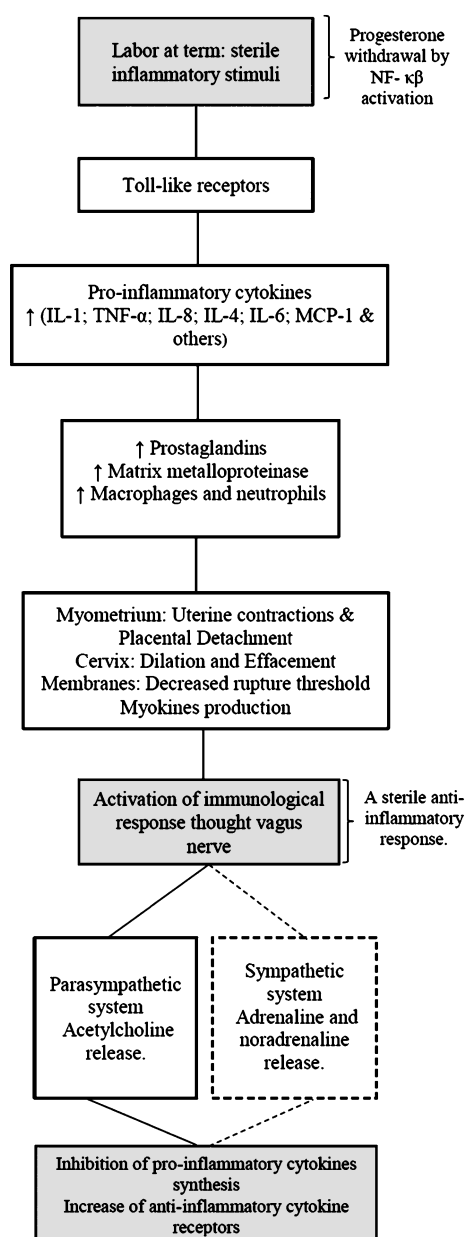 Labor at term: sterile
inflammatory stimuli
Progesterone
withdrawal by
NF- κβ
activation
Toll-like receptors
Pro-inflammatory cytokines
↑ (IL-1; TNF-α; IL-8; IL-4; IL-6; MCP-1 &
others)
↑ Prostaglandins
↑ Matrix metalloproteinase
↑ Macrophages and neutrophils
Myometrium: Uterine contractions &
Placental Detachment
Cervix: Dilation and Effacement
Membranes: Decreased rupture threshold
Myokines production
Activation of immunological
response thought vagus
nerve
A sterile anti-
inflammatory
response.
Parasympathetic
system
Acetylcholine
release.
Sympathetic
system
Adrenaline and
noradrenaline
release.
Inhibition of pro-inflammatory cytokines
synthesis
Increase of anti-inflammatory cytokine
receptors